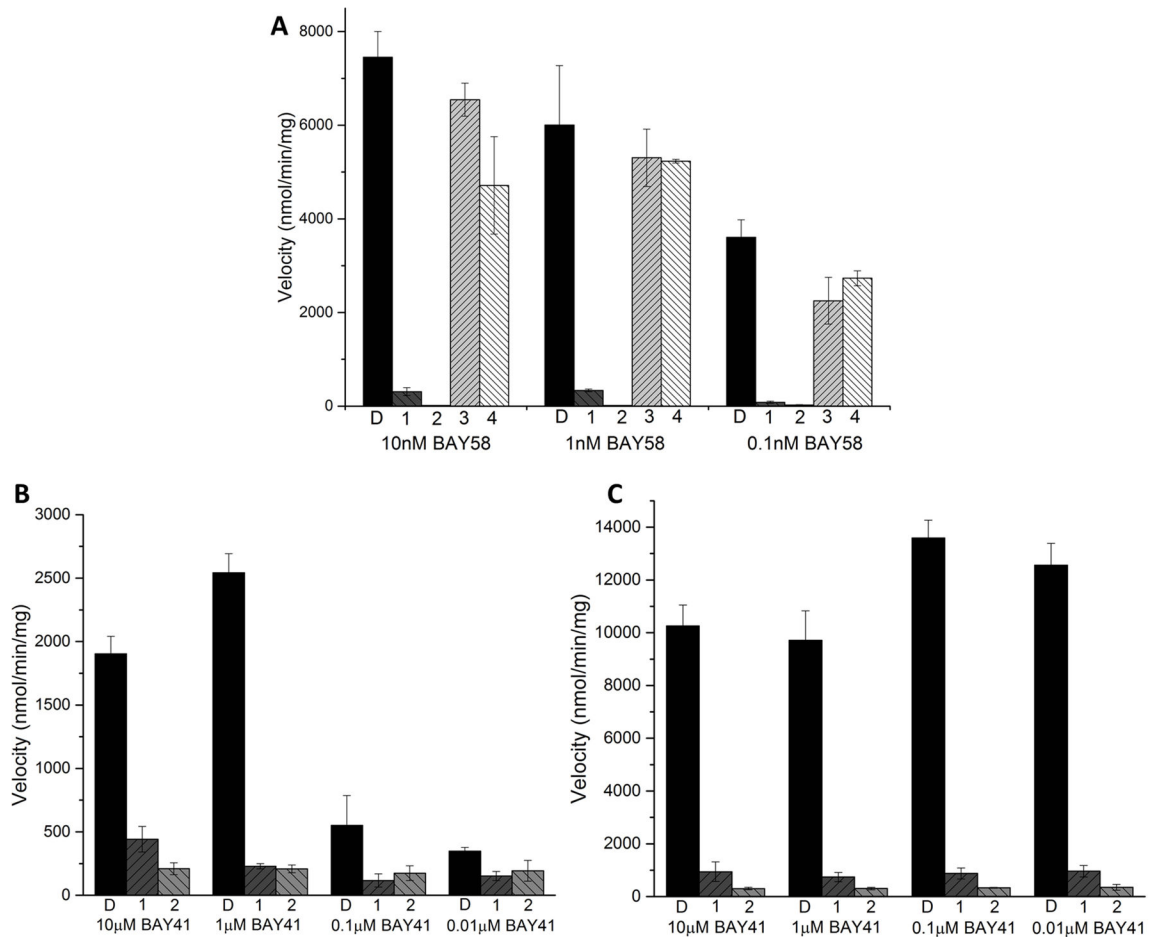 A
Velocity (nmol/min/mg)
8000
6000
4000
2000
0
D 1 2 3 4 D 1 2 3 4 D 1 2 3 4
10nM BAY58 1nM BAY58 0.1nM BAY58
B
Velocity (nmol/min/mg)
3000
2500
2000
1500
1000
500
0
D 1 2 D 1 2 D 1 2 D 1 2
10μM BAY41 1μM BAY41 0.1μM BAY41 0.01μM BAY41
C
Velocity (nmol/min/mg)
14000
12000
10000
8000
6000
4000
2000
0
D 1 2 D 1 2 D 1 2 D 1 2
10μM BAY41 1μM BAY41 0.1μM BAY41 0.01μM BAY41